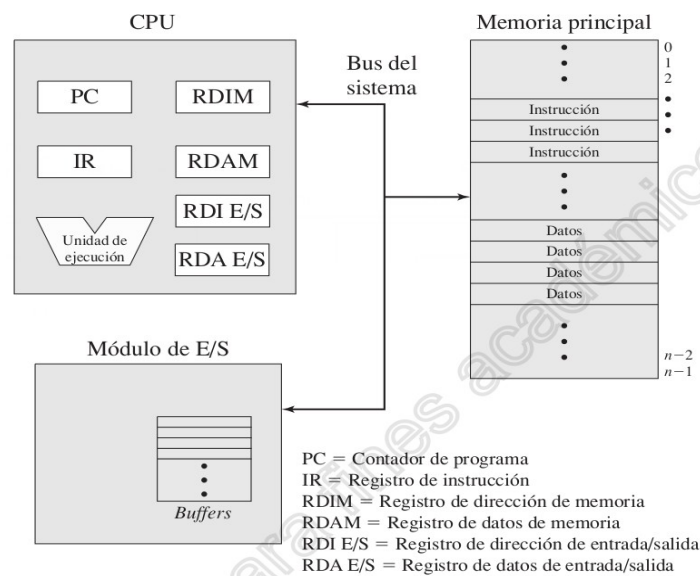 CPU
PC
RDIM
IR
RDAM
RDI E/S
Unidad de
ejecución
RDA E/S
Bus del
sistema
Memoria principal
0
1
2
Instrucción
Instrucción
Instrucción
Datos
Datos
Datos
Datos
n−2
n−1
Módulo de E/S
Buffers
PC = Contador de programa
IR = Registro de instrucción
RDIM = Registro de dirección de memoria
RDAM = Registro de datos de memoria
RDI E/S = Registro de dirección de entrada/salida
RDA E/S = Registro de datos de entrada/salida
para fines académico